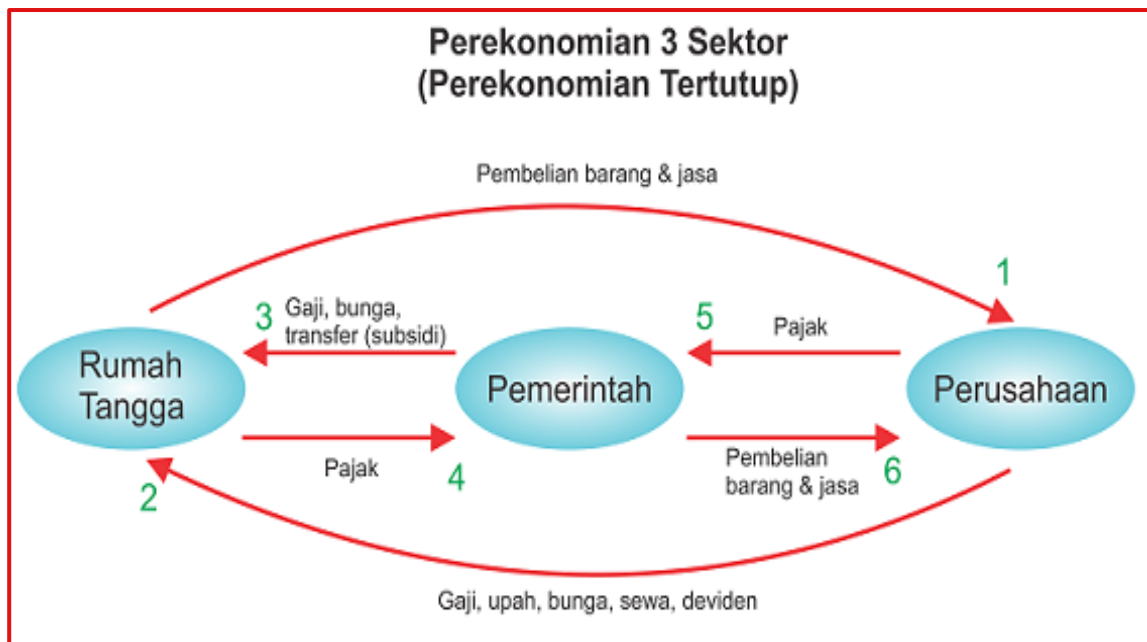 Perekonomian 3 Sektor
(Perekonomian Tertutup)
Pembelian barang & jasa
1
3
Gaji, bunga,
transfer (subsidi)
5
Pajak
Rumah
Tangga
Pemerintah
Perusahaan
2
Pajak
4
Pembelian
barang & jasa
6
Gaji, upah, bunga, sewa, deviden